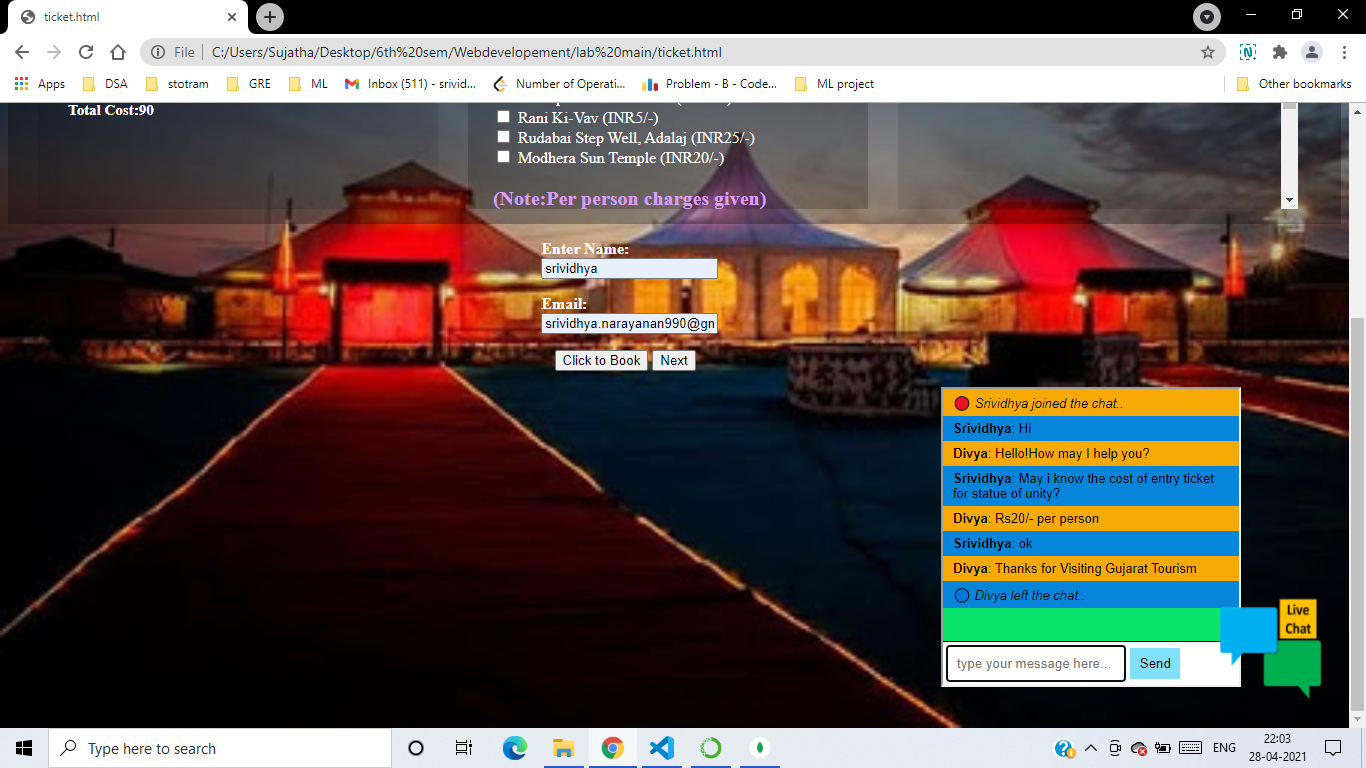 ticket.html
File
C:/Users/Sujatha/Desktop/6th%20sem/Webdevelopement/lab%20main/ticket.html
Apps
DSA
stotram
GRE
ML
Inbox (511) - srivid...
Number of Operati...
Problem - B - Code...
ML project
Other bookmarks
Total Cost:90
Rani Ki-Vav (INR5/-)
Rudabai Step Well, Adalaj (INR25/-)
Modhera Sun Temple (INR20/-)
(Note:Per person charges given)
Enter Name:
srividhya
Email:
srividhya.narayanan990@gn
Click to Book Next
Srividhya joined the chat..
Srividhya: Hi
Divya: Hello!How may I help you?
Srividhya: May i know the cost of entry ticket
for statue of unity?
Divya: Rs20/- per person
Srividhya: ok
Divya: Thanks for Visiting Gujarat Tourism
Divya left the chat..
Live
Chat
type your message here...
Send
Type here to search
ENG
22:03
28-04-2021